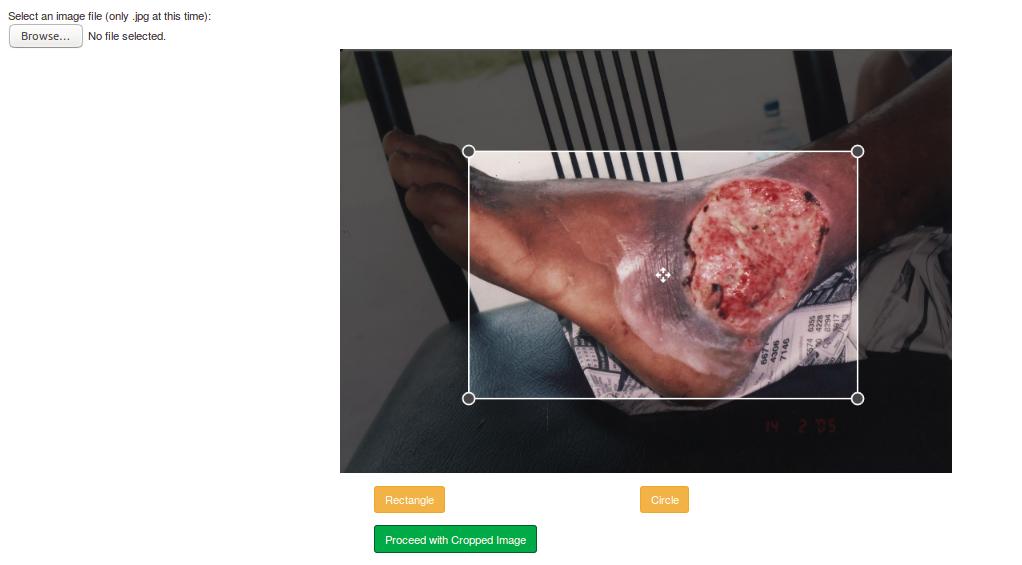 Select an image file (only .jpg at this time):
Browse... No file selected.
14 2 '05
Rectangle Circle
Proceed with Cropped Image